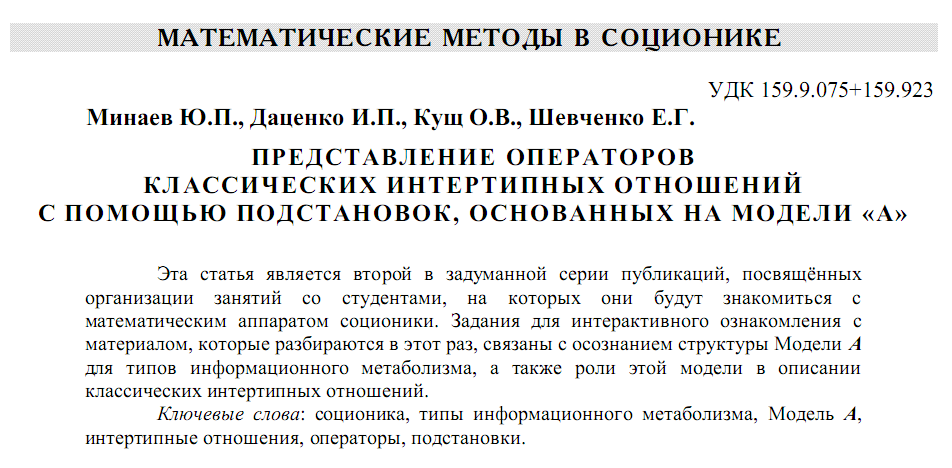 МАТЕМАТИЧЕСКИЕ МЕТОДЫ В СОЦИОНИКЕ
УДК 159.9.075+159.923
Минаев Ю.П., Даценко И.П., Кущ О.В., Шевченко Е.Г.
ПРЕДСТАВЛЕНИЕ ОПЕРАТОРОВ
КЛАССИЧЕСКИХ ИНТЕРТИПНЫХ ОТНОШЕНИЙ
С ПОМОЩЬЮ ПОДСТАНОВОК, ОСНОВАННЫХ НА МОДЕЛИ «А»
Эта статья является второй в задуманной серии публикаций, посвящённых
организации занятий со студентами, на которых они будут знакомиться с
математическим аппаратом соционики. Задания для интерактивного ознакомления с
материалом, которые разбираются в этот раз, связаны с осознанием структуры Модели А
для типов информационного метаболизма, а также роли этой модели в описании
классических интертипных отношений.
Ключевые слова: соционика, типы информационного метаболизма, Модель А,
интертипные отношения, операторы, подстановки.